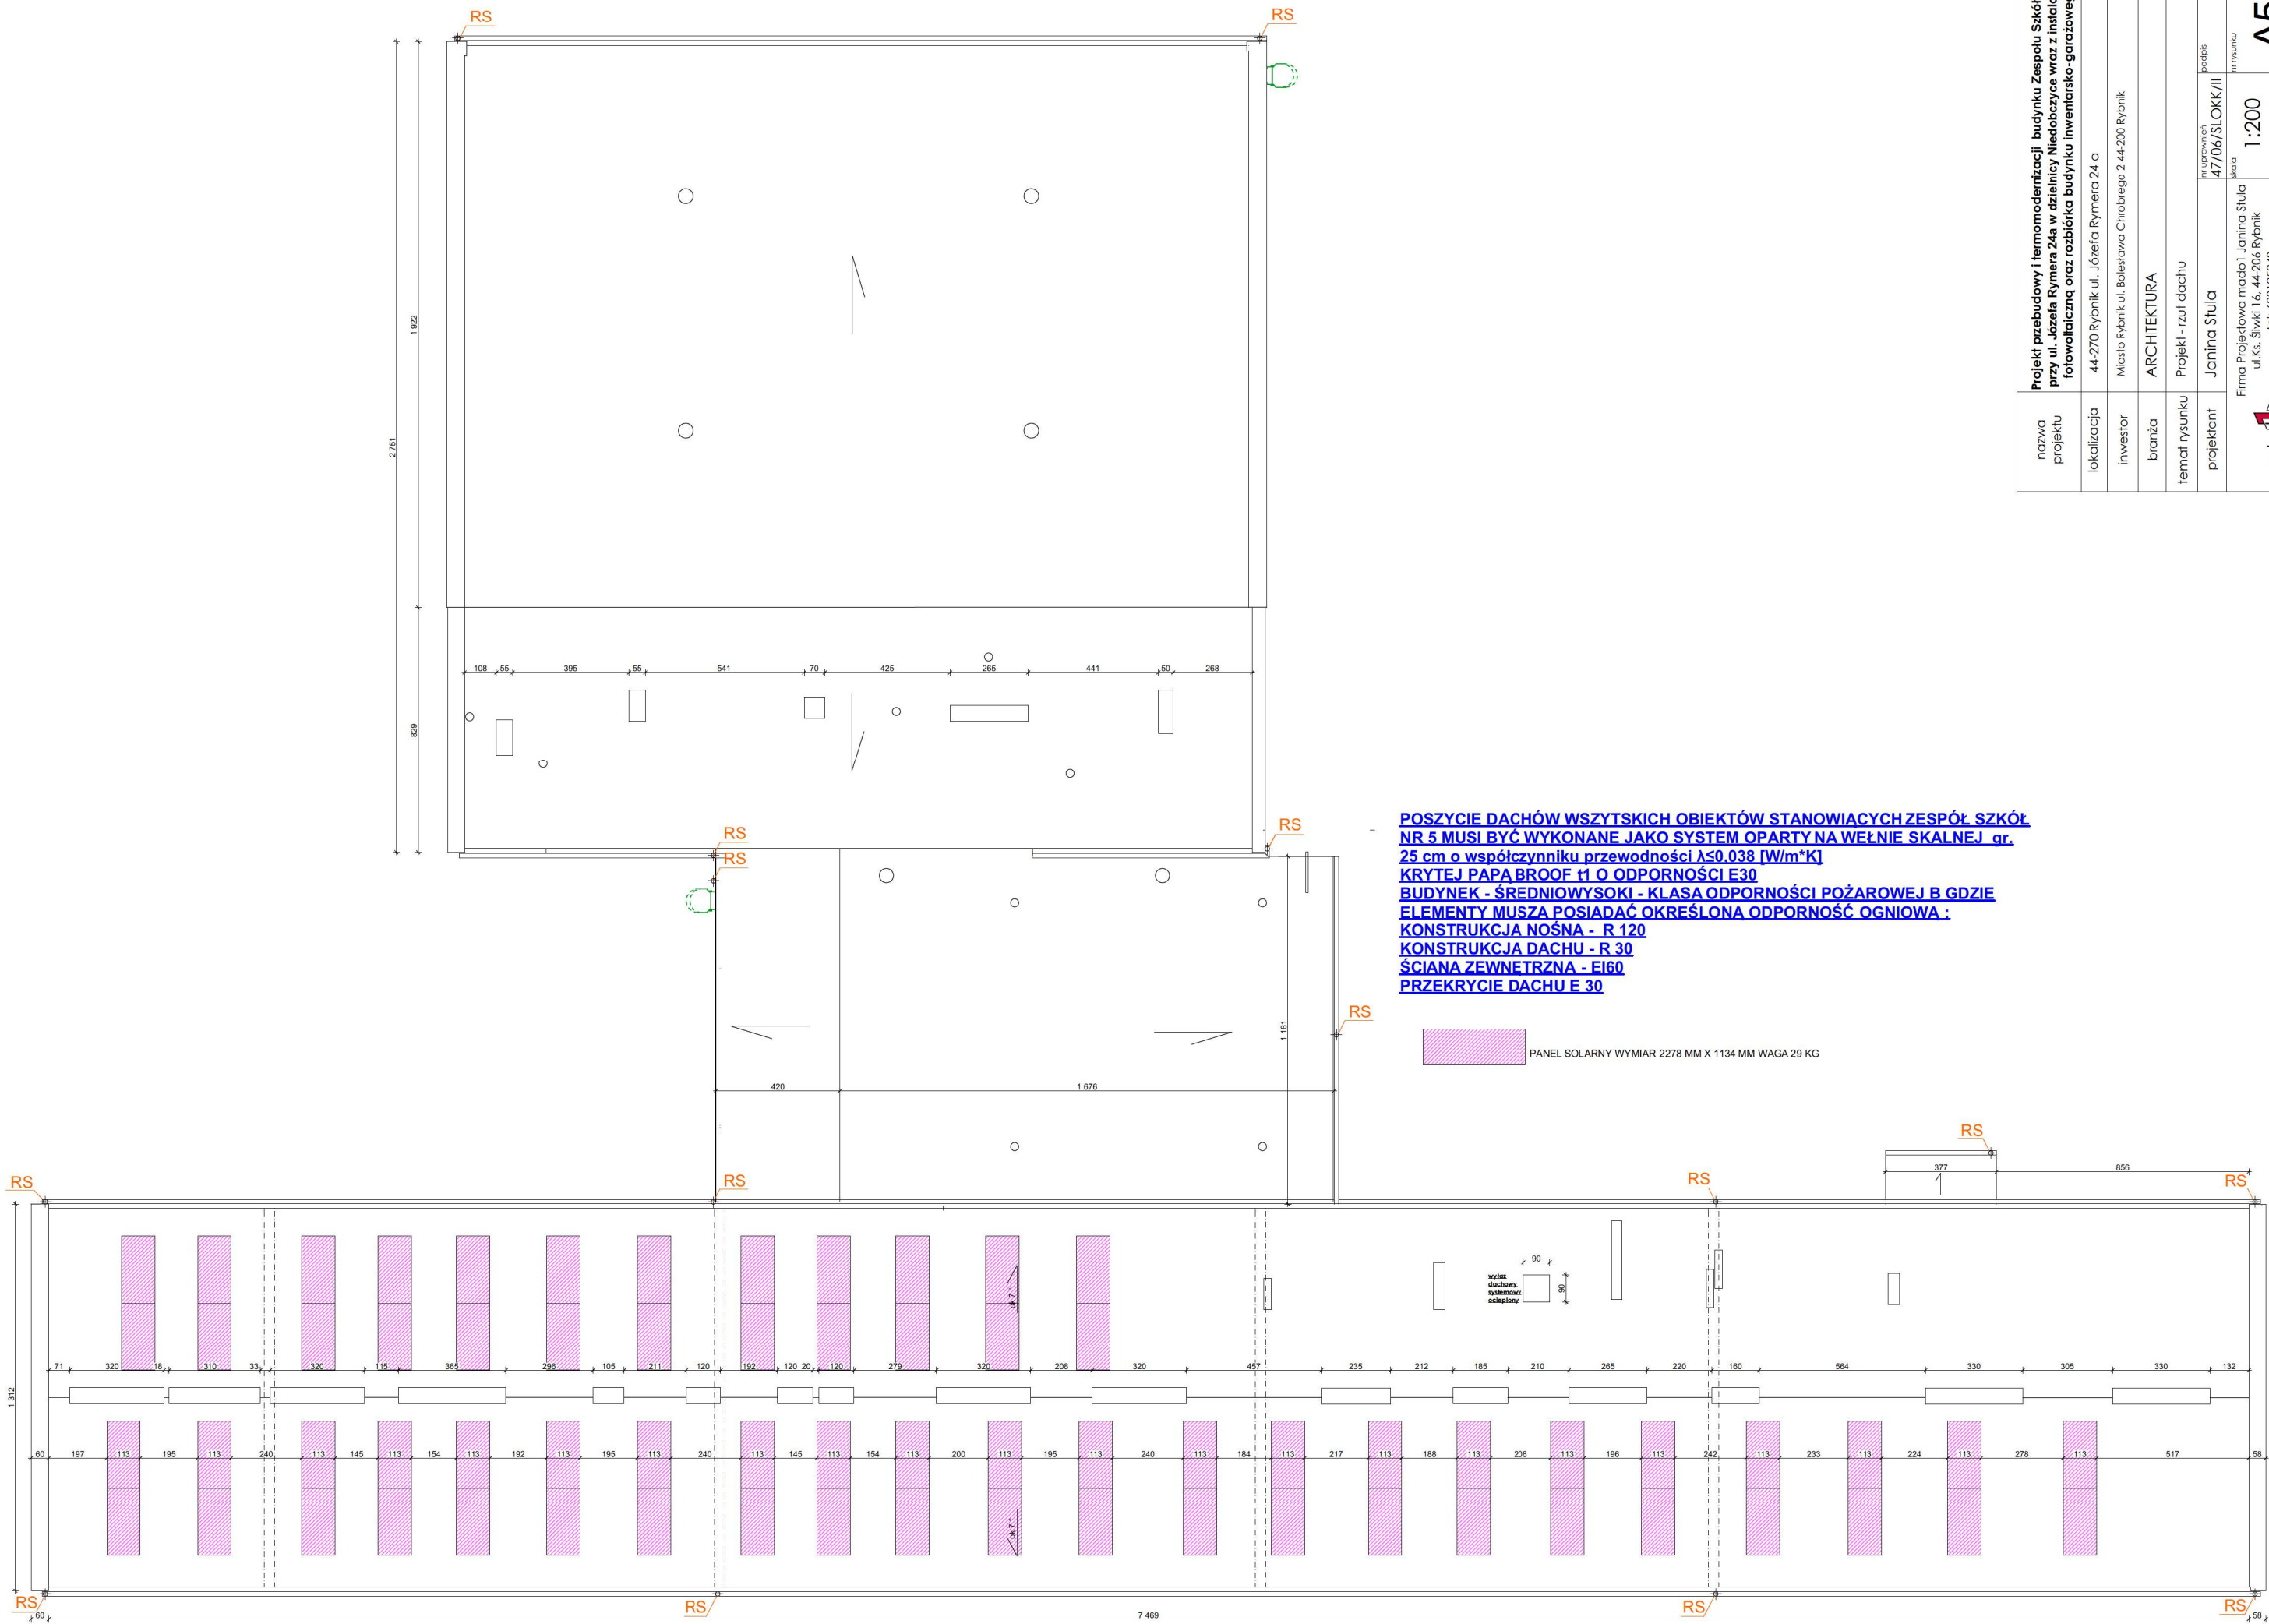 RS
RS
2 751
1 922
829
108 55 395 55 541 70 425 265 441 50 268
RS
RS
RS
1 181
RS
420 1 676
POSZYCIE DACHÓW WSZYTSKICH OBIEKTÓW STANOWIĄCYCH ZESPÓŁ SZKÓŁ
NR 5 MUSI BYĆ WYKONANE JAKO SYSTEM OPARTY NA WEŁNIE SKALNEJ gr.
25 cm o współczynniku przewodności λ≤0.038 [W/m*K]
KRYTEJ PAPĄ BROOF t1 O ODPORNOŚCI E30
BUDYNEK - ŚREDNIOWYSOKI - KLASA ODPORNOŚCI POŻAROWEJ B GDZIE
ELEMENTY MUSZA POSIADAĆ OKREŚLONĄ ODPORNOŚĆ OGNIOWĄ :
KONSTRUKCJA NOŚNA - R 120
KONSTRUKCJA DACHU - R 30
ŚCIANA ZEWNĘTRZNA - EI60
PRZEKRYCIE DACHU E 30
PANEL SOLARNY WYMIAR 2278 MM X 1134 MM WAGA 29 KG
nazwa
projektu
Projekt przebudowy i termomodernizacji budynku Zespołu Szkół
przy ul. Józefa Rymera 24a w dzielnicy Niedobczyce wraz z
fotowoltaiczną oraz rozbiórka budynku inwentarsko-
lokalizacja 44-270 Rybnik ul. Józefa Rymera 24 a
inwestor Miasto Rybnik ul. Bolesława Chrobrego 2 44-200 Rybnik
branża ARCHITEKTURA
temat rysunku Projekt - rzut dachu
projektant Janina Stula
nr uprawnień
47/06/SLOKK/II
podpis
Firma Projektowa mado1 Janina Stula
ul.Ks. Śliwki 16, 44-206 Rybnik
skala
1:200
nr rysunku
RS
377 856
RS
RS
RS
RS
1 312
ok 7 °
wyłaz
dachowy
systemowy
ocieplony
90
90
71 320 18 310 33 320 115 365 296 105 211 120 192 120 20 120 279 320 208 320 457 235 212 185 210 265 220 160 564 330 305 330 132
60 197 113 195 113 240 113 145 113 154 113 192 113 195 113 240 113 145 113 154 113 200 113 195 113 240 113 184 113 217 113 188 113 206 113 196 113 242 113 233 113 224 113 278 113 517 58
ok 7 °
RS
RS
RS
RS
60 7 469 58